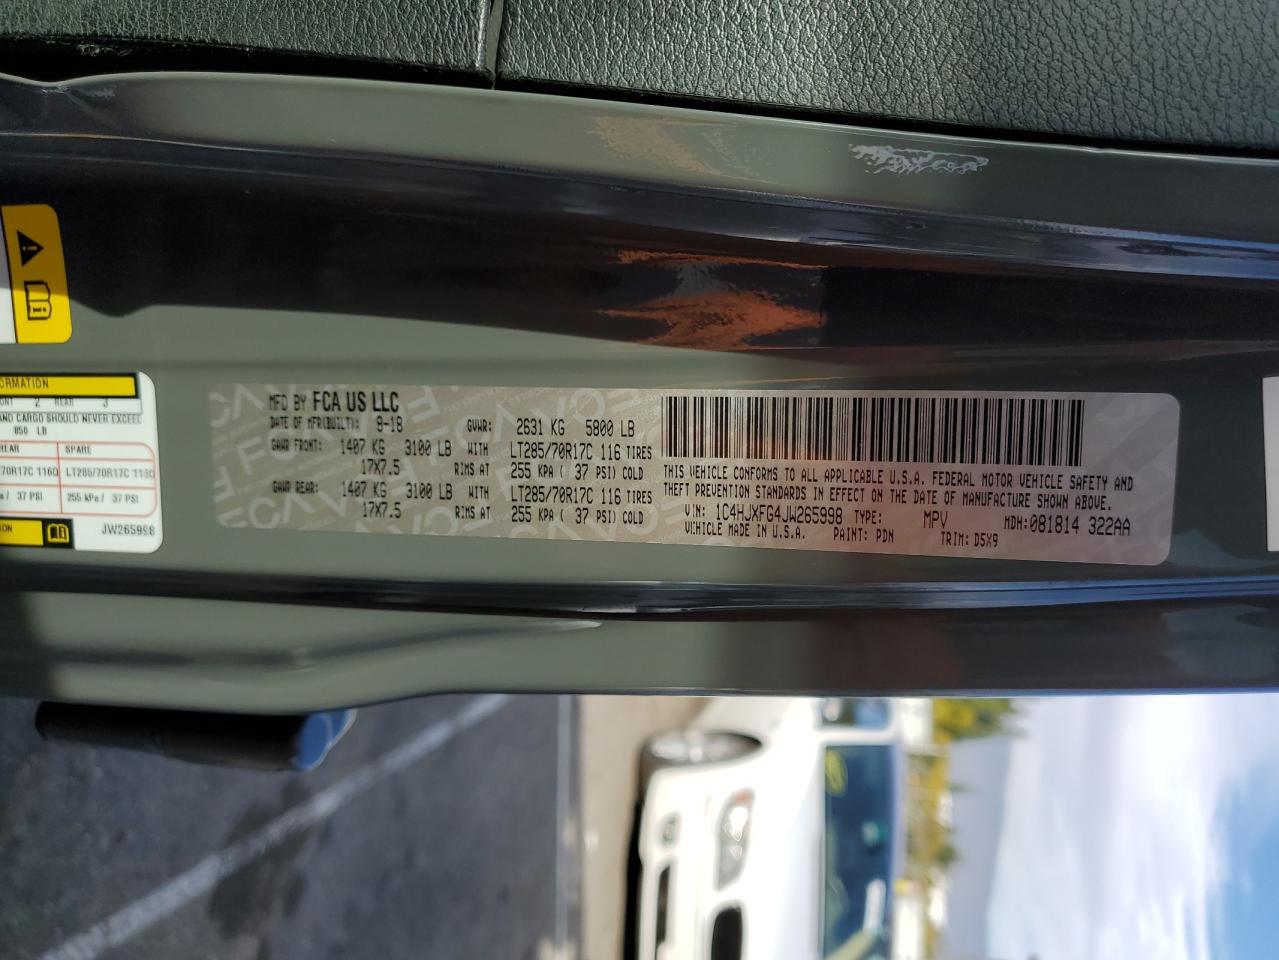 MFD BY FCA US LLC
DATE OF MFR(BUILT): 8-18 GVWR: 2631 KG 5800 LB
GAWR FRONT: 1407 KG 3100 LB WITH LT285/70R17C 116 TIRES
17X7.5 RIMS AT 255 KPA ( 37 PSI) COLD
GAWR REAR: 1407 KG 3100 LB WITH LT285/70R17C 116 TIRES
17X7.5 RIMS AT 255 KPA ( 37 PSI) COLD
THIS VEHICLE CONFORMS TO ALL APPLICABLE U.S.A. FEDERAL MOTOR VEHICLE SAFETY AND
THEFT PREVENTION STANDARDS IN EFFECT ON THE DATE OF MANUFACTURE SHOWN ABOVE.
VIN: 1C4HJXFG4JW265998 TYPE: MPV MDH:081814 322AA
VEHICLE MADE IN U.S.A. PAINT: PDN TRIM: D5X9
2 REAR 3
AND CARGO SHOULD NEVER EXCEED
850 LB
REAR SPARE
70R17C 116Q LT285/70R17C 116Q
/ 37 PSI 255 kPa / 37 PSI
JW265998